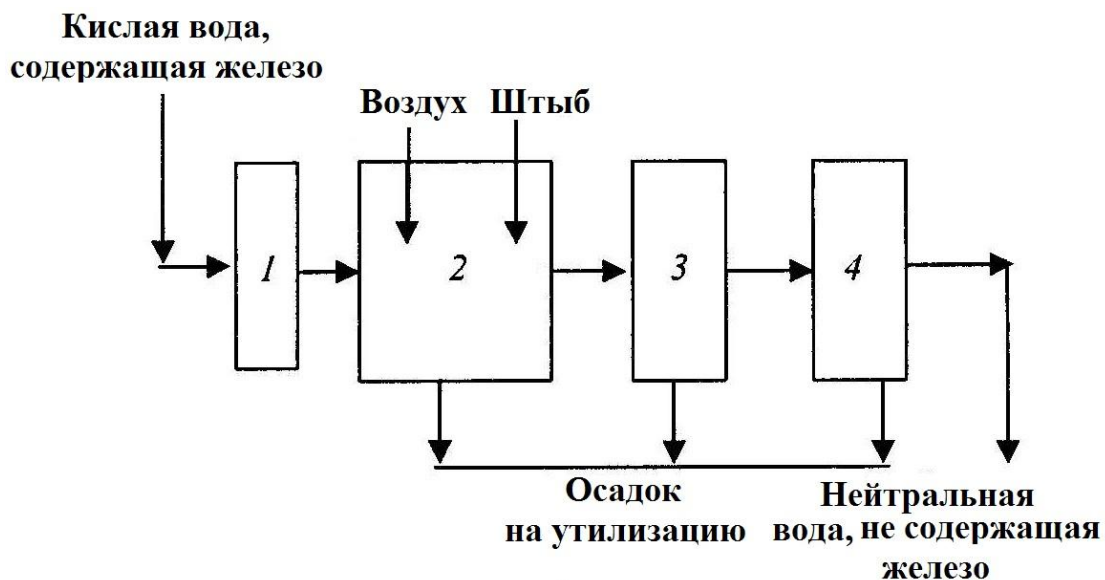 Кислая вода,
содержащая железо
Воздух Штыб
1 2 3 4
Осадок
на утилизацию
Нейтральная
вода, не содержащая
железо